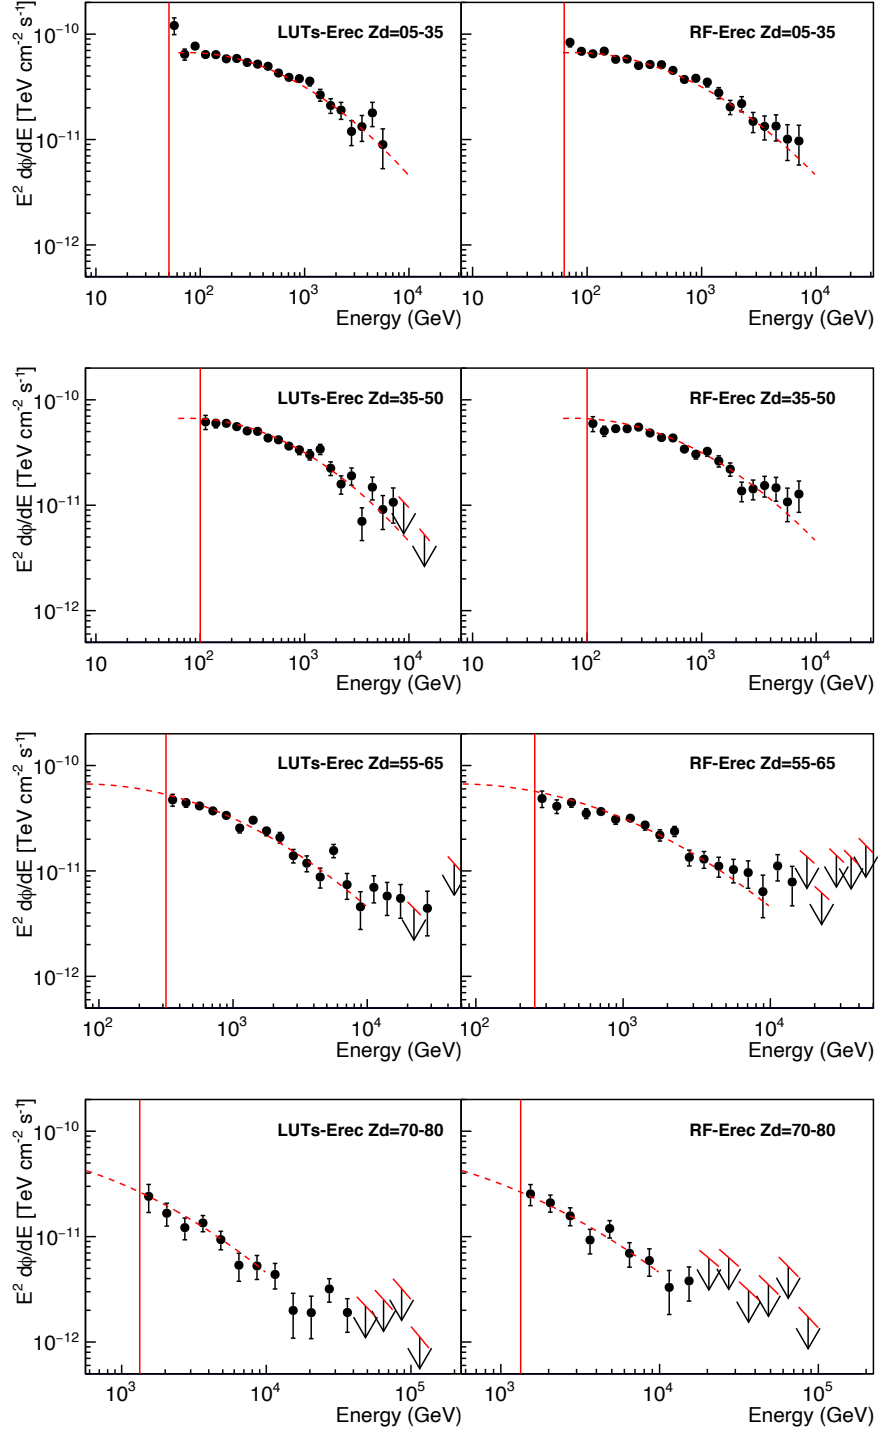 LUTs-Erec Zd=05-35
RF-Erec Zd=05-35
E² dφ/dE [TeV cm⁻² s⁻¹]
10⁻¹⁰
10⁻¹¹
10⁻¹²
10 10² 10³ 10⁴ 10 10² 10³ 10⁴
Energy (GeV) Energy (GeV)
LUTs-Erec Zd=35-50
RF-Erec Zd=35-50
E² dφ/dE [TeV cm⁻² s⁻¹]
10⁻¹⁰
10⁻¹¹
10⁻¹²
10 10² 10³ 10⁴ 10 10² 10³ 10⁴
Energy (GeV) Energy (GeV)
LUTs-Erec Zd=55-65
RF-Erec Zd=55-65
E² dφ/dE [TeV cm⁻² s⁻¹]
10⁻¹⁰
10⁻¹¹
10⁻¹²
10² 10³ 10⁴ 10² 10³ 10⁴
Energy (GeV) Energy (GeV)
LUTs-Erec Zd=70-80
RF-Erec Zd=70-80
E² dφ/dE [TeV cm⁻² s⁻¹]
10⁻¹⁰
10⁻¹¹
10⁻¹²
10³ 10⁴ 10⁵ 10³ 10⁴ 10⁵
Energy (GeV) Energy (GeV)